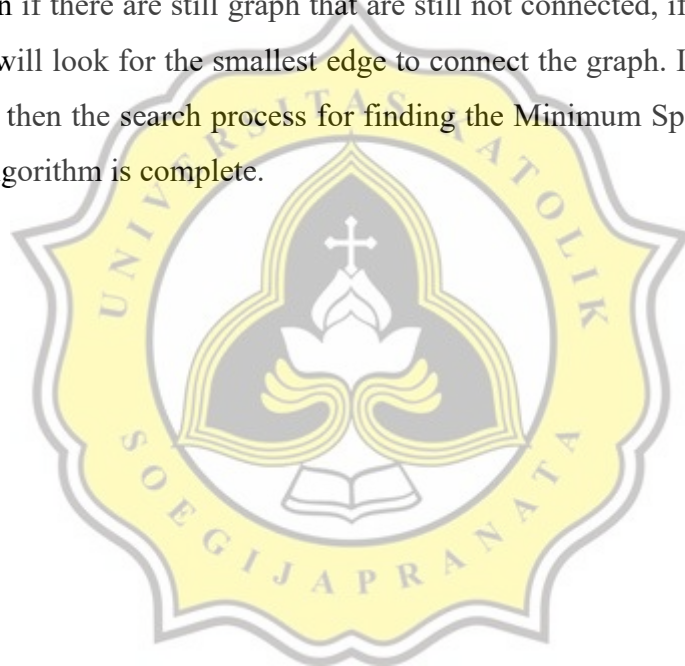 n if there are still graph that are still not connected, if
will look for the smallest edge to connect the graph. I
then the search process for finding the Minimum Sp
gorithm is complete.
UNIVERSITAS KATOLIK
SOEGIJAPRANATA